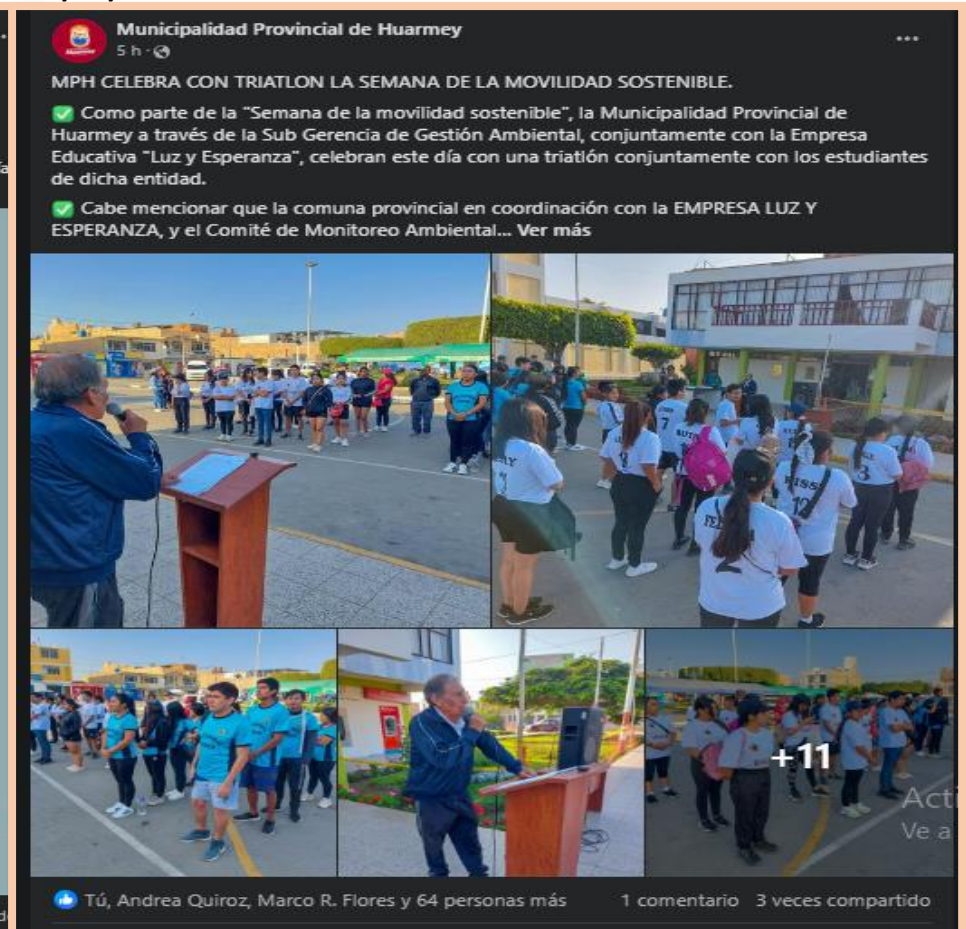 Municipalidad Provincial de Huarmey
5 h
MPH CELEBRA CON TRIATLON LA SEMANA DE LA MOVILIDAD SOSTENIBLE.
✅ Como parte de la "Semana de la movilidad sostenible", la Municipalidad Provincial de
Huarmey a través de la Sub Gerencia de Gestión Ambiental, conjuntamente con la Empresa
Educativa "Luz y Esperanza", celebran este día con una triatlón conjuntamente con los estudiantes
de dicha entidad.
✅ Cabe mencionar que la comuna provincial en coordinación con la EMPRESA LUZ Y
ESPERANZA, y el Comité de Monitoreo Ambiental... Ver más
7
3
2
+11
Acti
Ve a
Tú, Andrea Quiroz, Marco R. Flores y 64 personas más 1 comentario 3 veces compartido